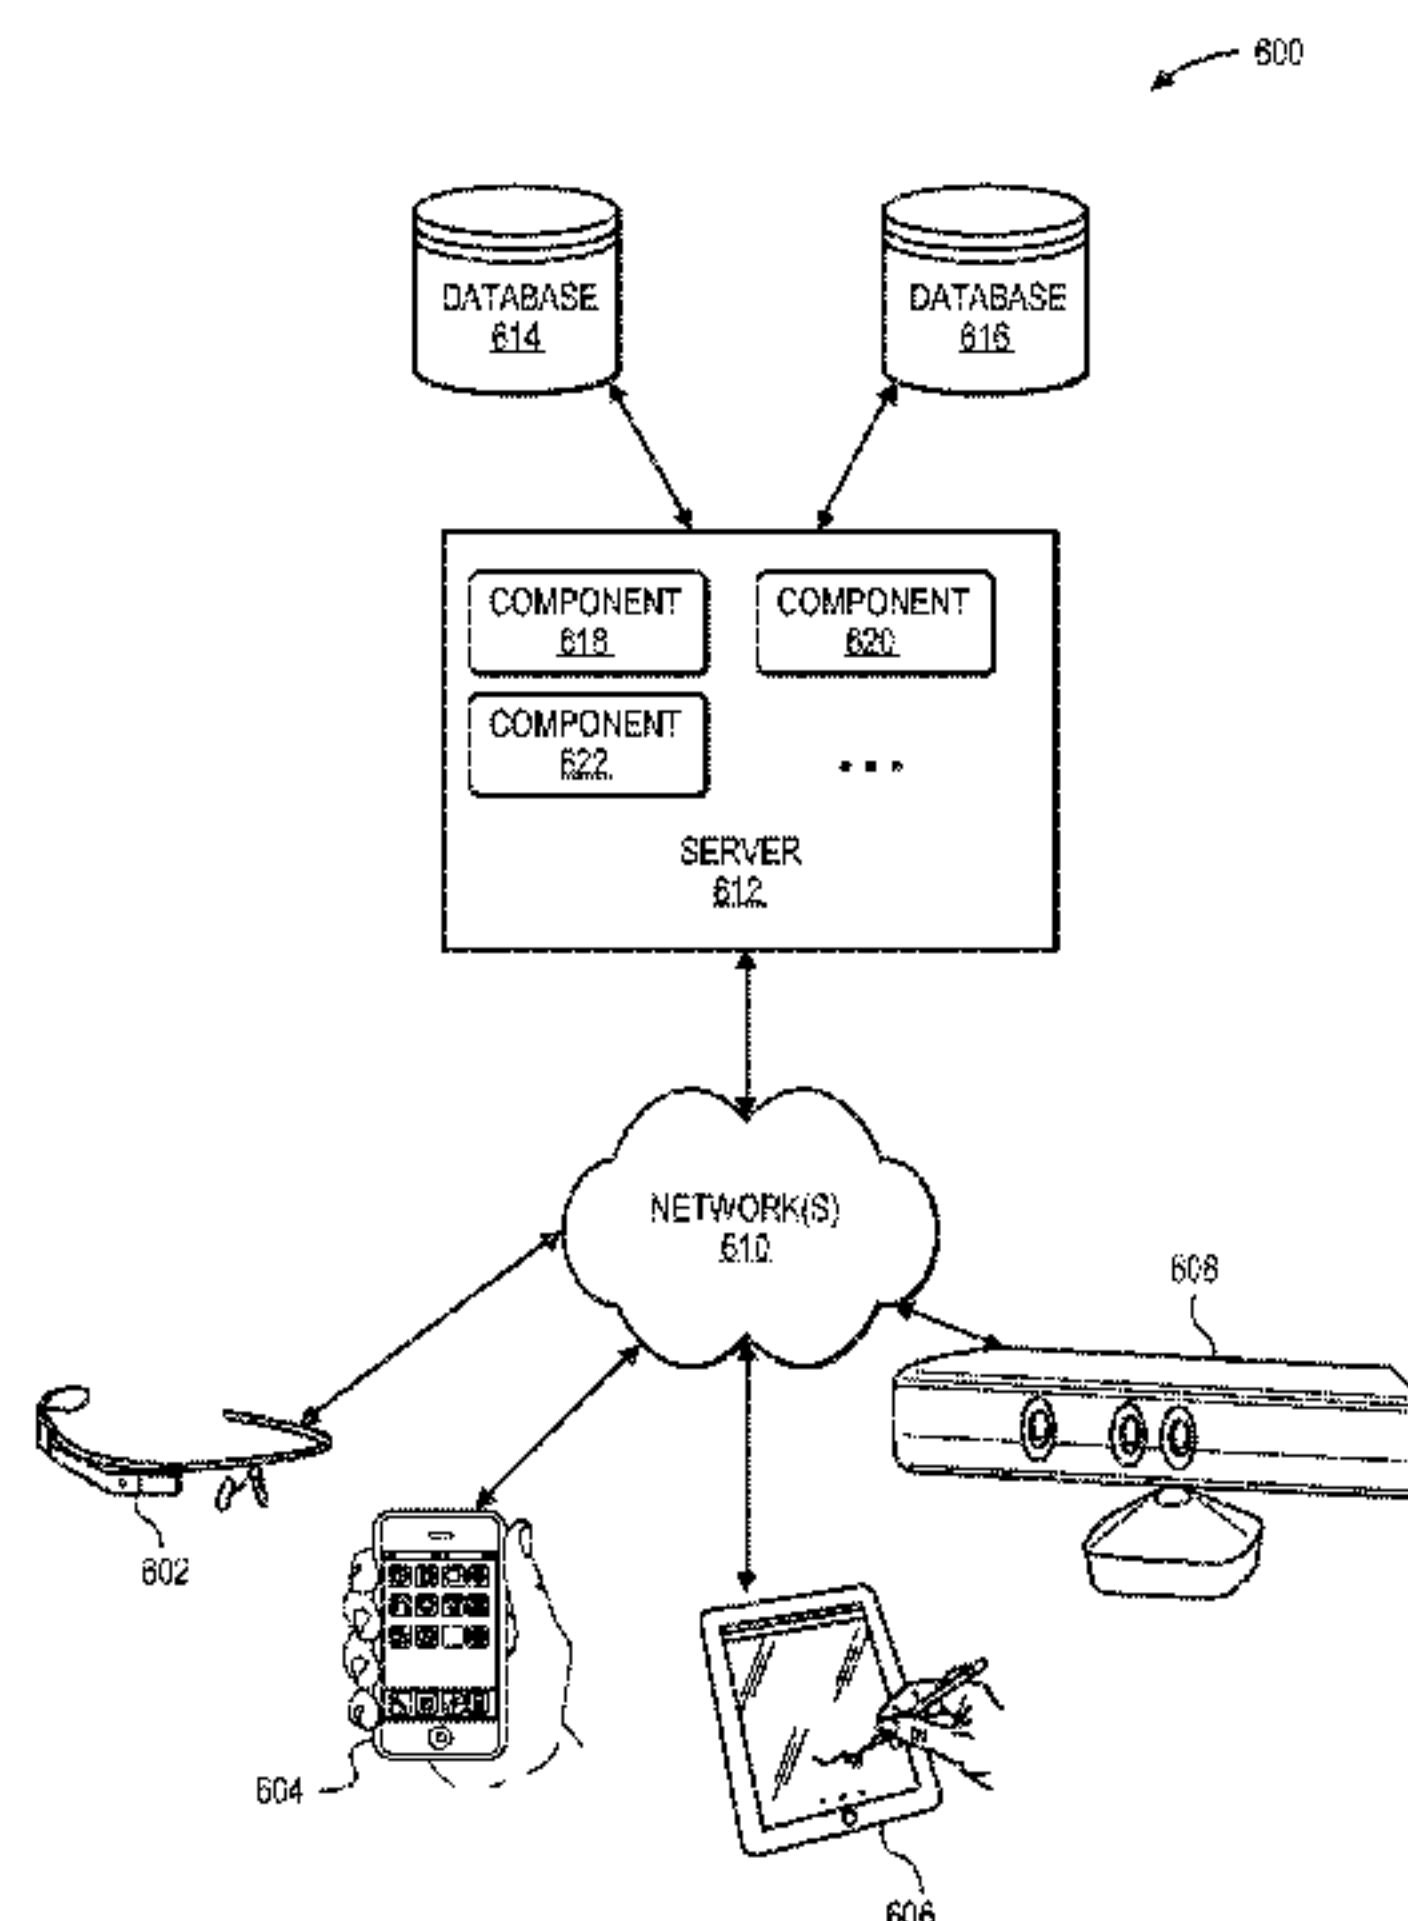 600
DATABASE
614
DATABASE
616
COMPONENT
618
COMPONENT
620
COMPONENT
622
SERVER
612
NETWORK(S)
610
608
602
604
606